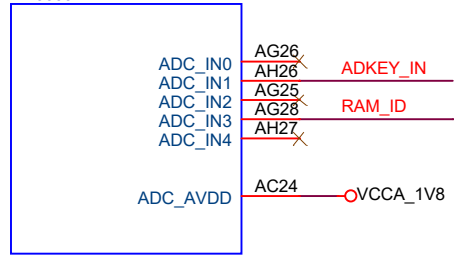 ADC_IN0 AG26
ADC_IN1 AH26 ADKEY_IN
ADC_IN2 AG25
ADC_IN3 AG28 RAM_ID
ADC_IN4 AH27
ADC_AVDD AC24 VCCA_1V8